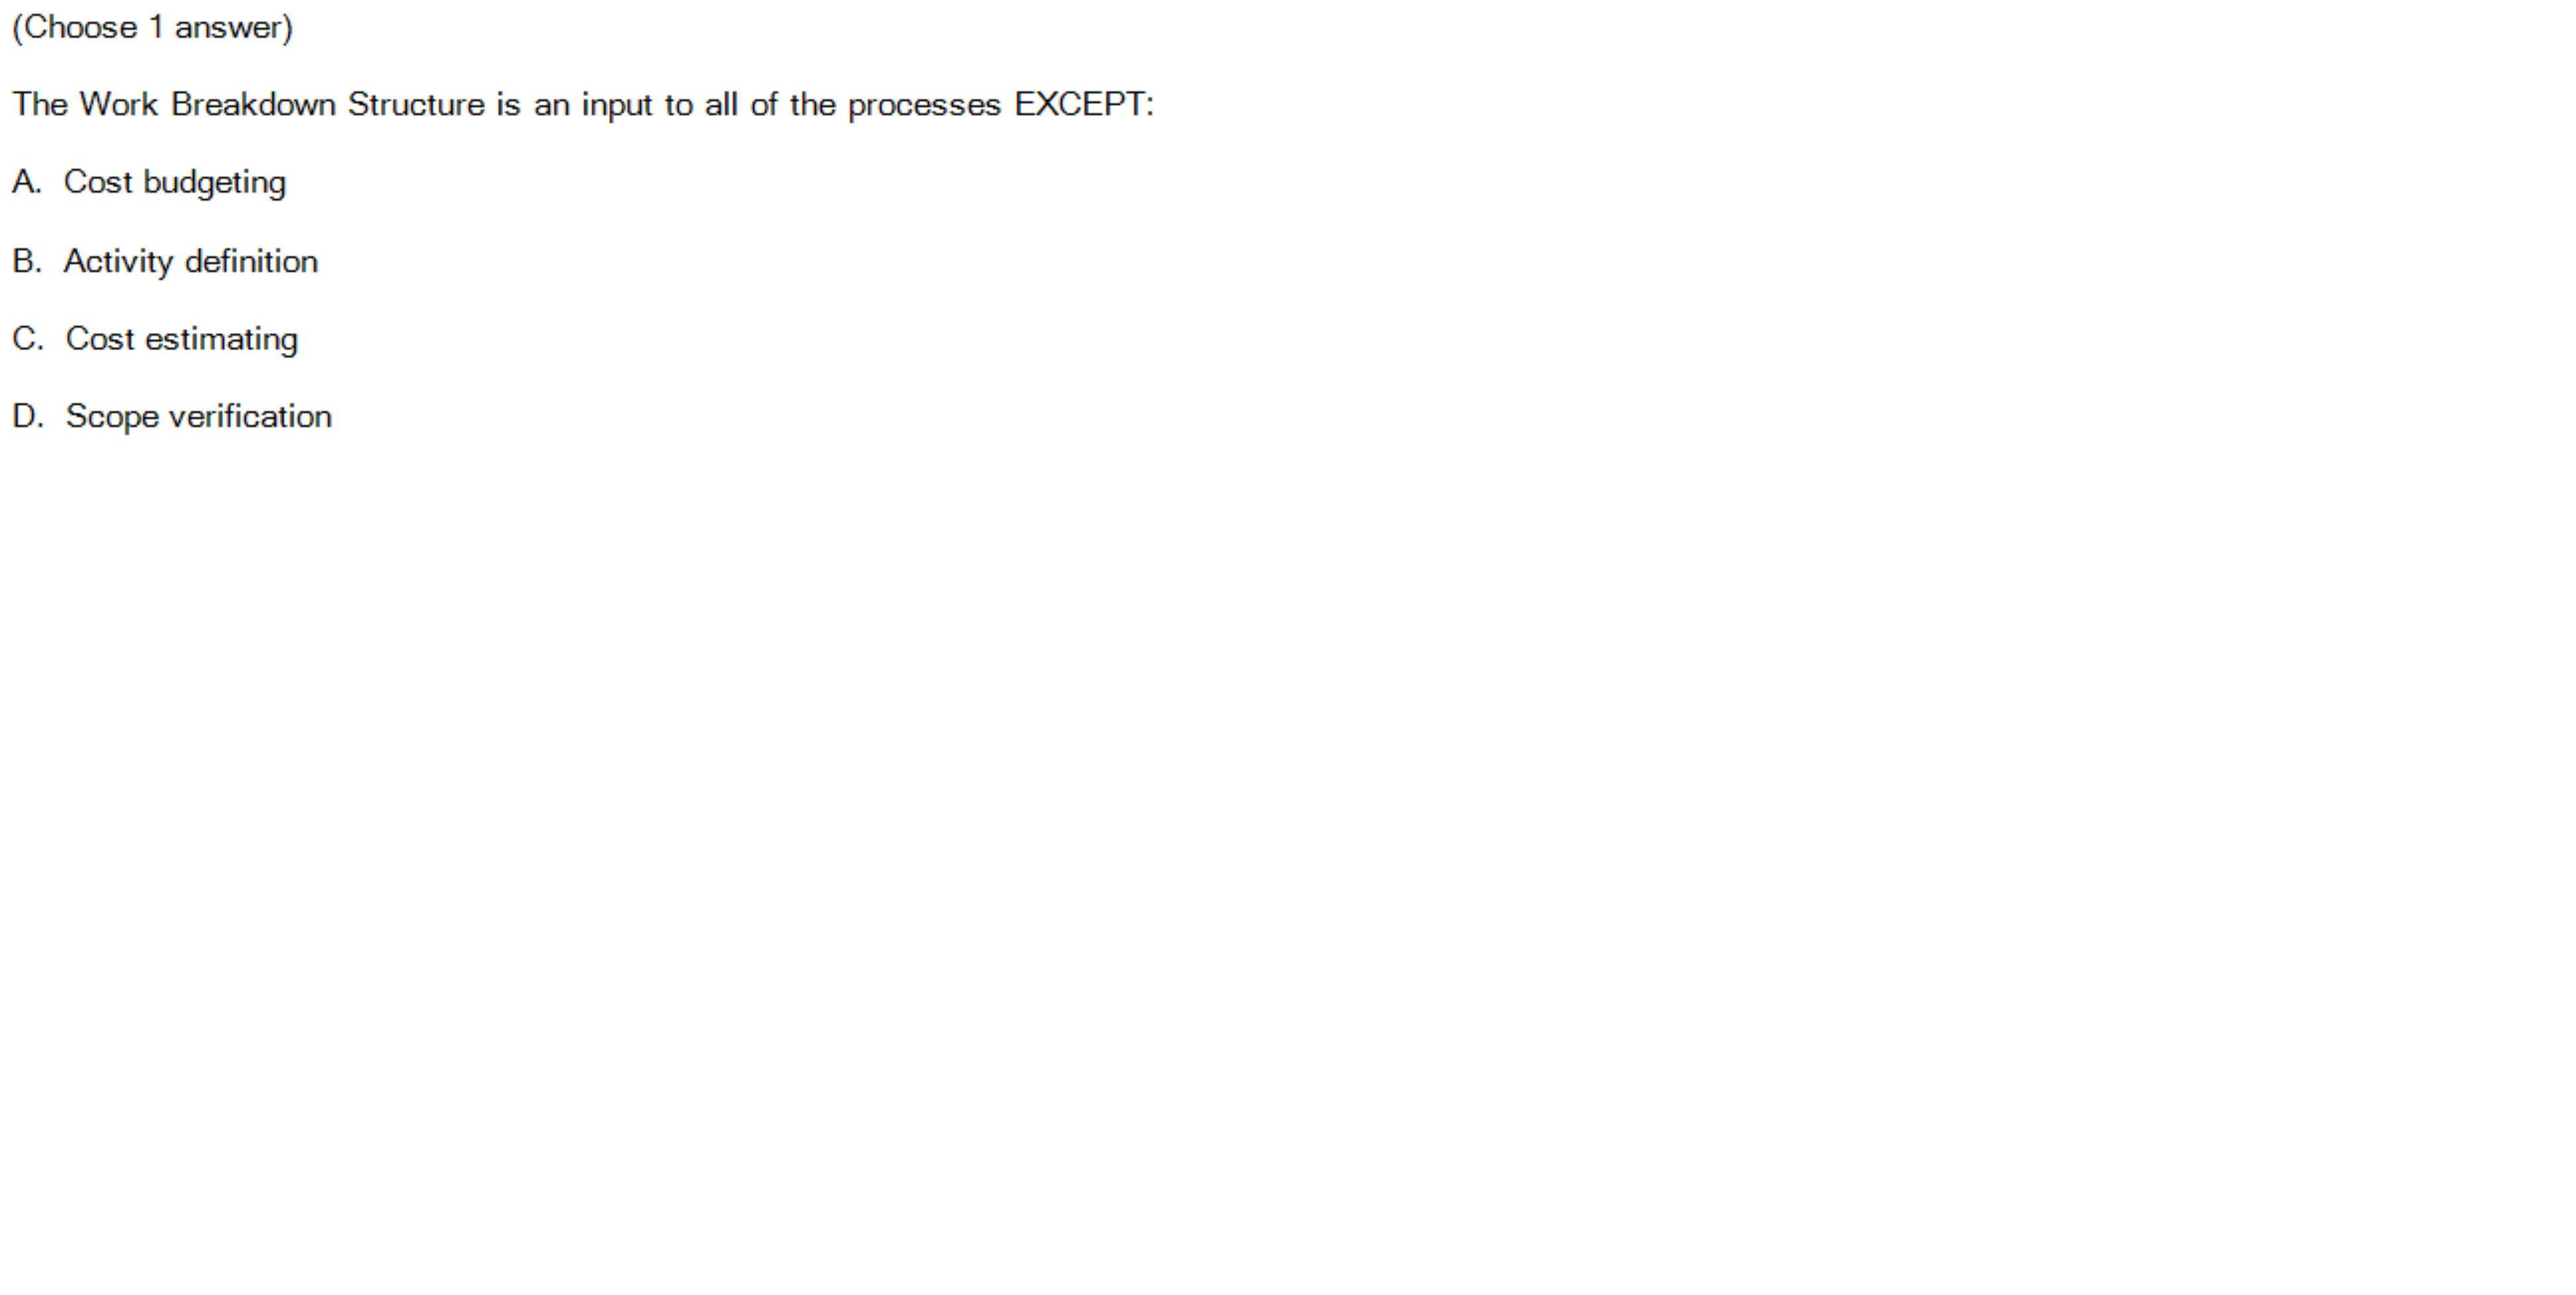 (Choose 1 answer)
The Work Breakdown Structure is an input to all of the processes EXCEPT:
A. Cost budgeting
B. Activity definition
C. Cost estimating
D. Scope verification